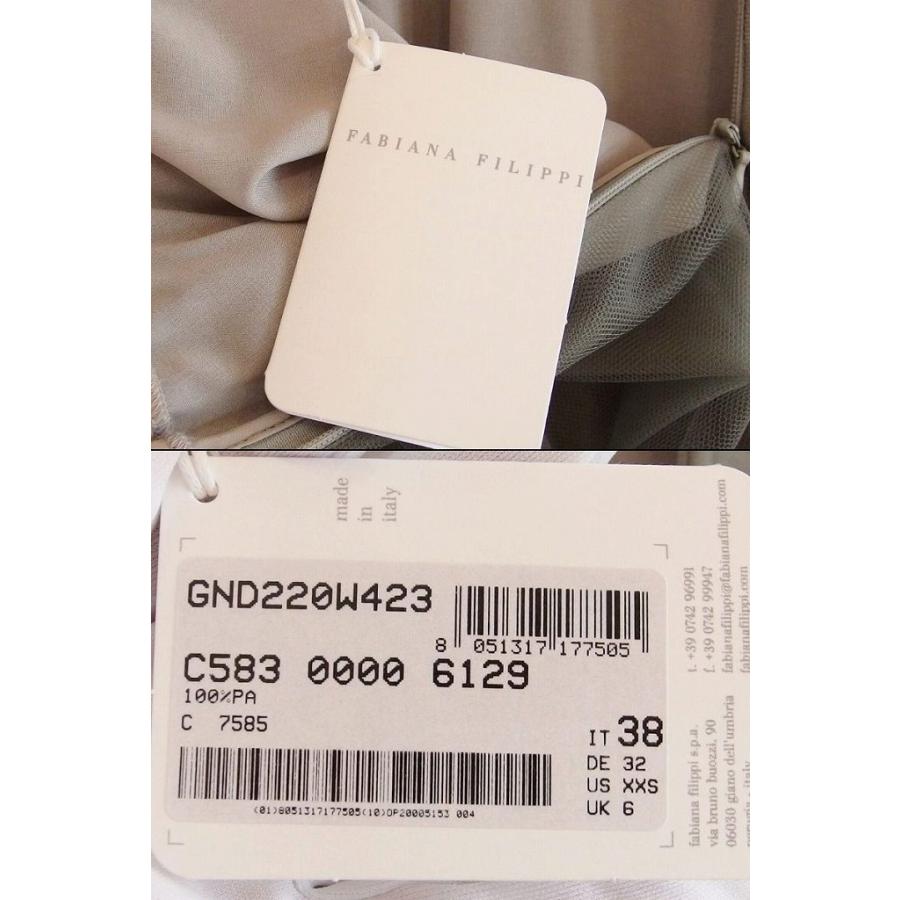 FABIANA FILIPPI
made
in
italy
GND220W423
8 051317 177505
C583 0000 6129
100%PA
C 7585
IT 38
DE 32
US XXS
UK 6
(01)8051317177505(10)OP20005153 004
t. +39 0742 96991
f. +39 0742 99947
fabianafilippi@fabianafilippi.com
fabianafilippi.com
fabiana filippi s.p.a.
via bruno buozzi, 90
06030 giano dell'umbria